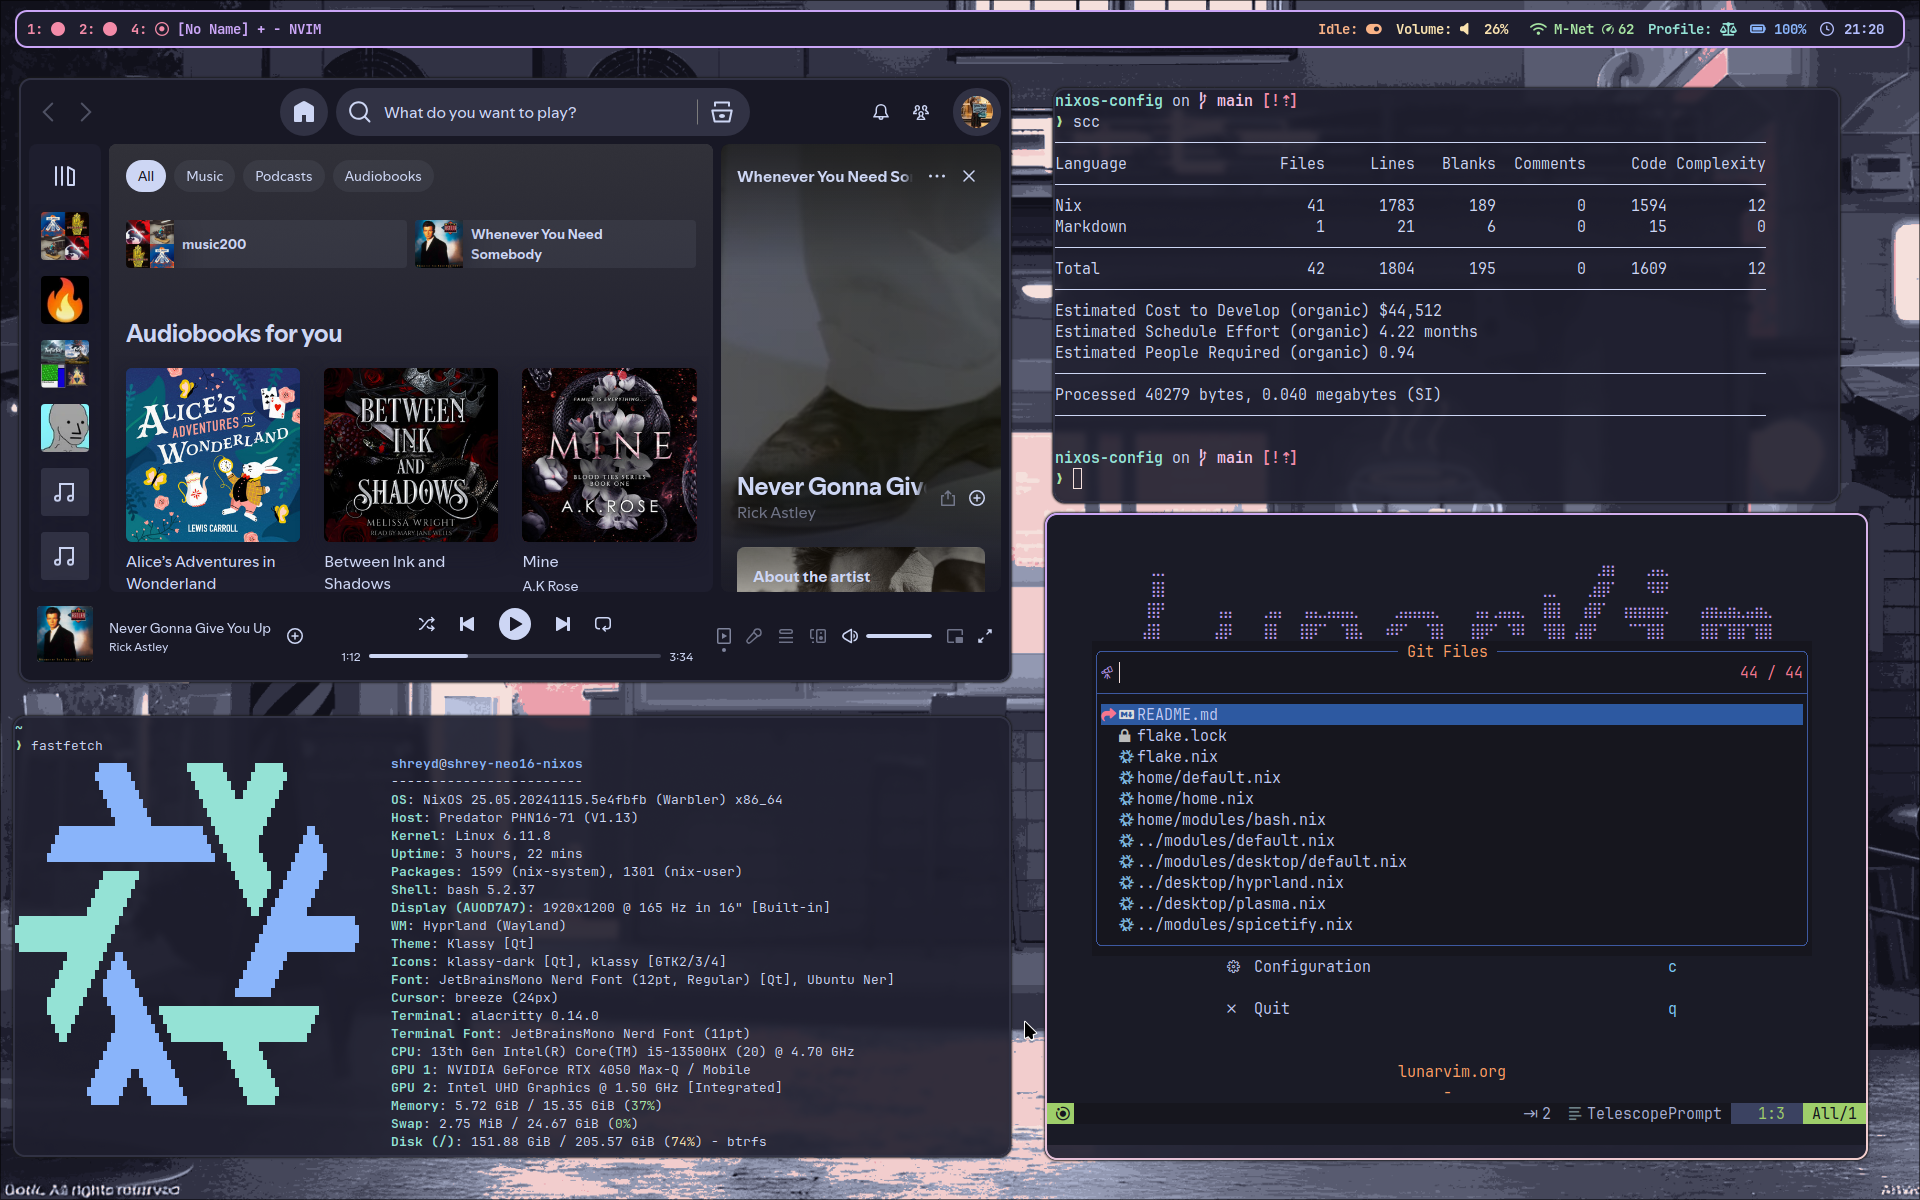 1: 2: 4: [No Name] + - NVIM
Idle: Volume: 26% M-Net 62 Profile: 100% 21:20
What do you want to play?
All Music Podcasts Audiobooks
music200
Whenever You Need
Somebody
Audiobooks for you
ALICE'S
ADVENTURES IN
WONDERLAND
LEWIS CARROLL
BETWEEN
INK
AND
SHADOWS
MELISSA WRIGHT
READ BY MARY JANE WELLS
FAMILY IS EVERYTHING...
MINE
BLOOD TIES SERIES
BOOK ONE
A.K.ROSE
Alice's Adventures in
Wonderland
Between Ink and
Shadows
Mine
A.K Rose
Whenever You Need So
Never Gonna Giv
Rick Astley
About the artist
Never Gonna Give You Up
Rick Astley
1:12 3:34
nixos-config on main [!⇡]
❯ scc
Language Files Lines Blanks Comments Code Complexity
Nix 41 1783 189 0 1594 12
Markdown 1 21 6 0 15 0
Total 42 1804 195 0 1609 12
Estimated Cost to Develop (organic) $44,512
Estimated Schedule Effort (organic) 4.22 months
Estimated People Required (organic) 0.94
Processed 40279 bytes, 0.040 megabytes (SI)
nixos-config on main [!⇡]
❯
~
❯ fastfetch
shreyd@shrey-neo16-nixos
------------------------
OS: NixOS 25.05.20241115.5e4fbfb (Warbler) x86_64
Host: Predator PHN16-71 (V1.13)
Kernel: Linux 6.11.8
Uptime: 3 hours, 22 mins
Packages: 1599 (nix-system), 1301 (nix-user)
Shell: bash 5.2.37
Display (AUOD7A7): 1920x1200 @ 165 Hz in 16" [Built-in]
WM: Hyprland (Wayland)
Theme: Klassy [Qt]
Icons: klassy-dark [Qt], klassy [GTK2/3/4]
Font: JetBrainsMono Nerd Font (12pt, Regular) [Qt], Ubuntu Ner]
Cursor: breeze (24px)
Terminal: alacritty 0.14.0
Terminal Font: JetBrainsMono Nerd Font (11pt)
CPU: 13th Gen Intel(R) Core(TM) i5-13500HX (20) @ 4.70 GHz
GPU 1: NVIDIA GeForce RTX 4050 Max-Q / Mobile
GPU 2: Intel UHD Graphics @ 1.50 GHz [Integrated]
Memory: 5.72 GiB / 15.35 GiB (37%)
Swap: 2.75 MiB / 24.67 GiB (0%)
Disk (/): 151.88 GiB / 205.57 GiB (74%) - btrfs
Git Files
44 / 44
README.md
flake.lock
flake.nix
home/default.nix
home/home.nix
home/modules/bash.nix
../modules/default.nix
../modules/desktop/default.nix
../desktop/hyprland.nix
../desktop/plasma.nix
../modules/spicetify.nix
Configuration c
Quit q
lunarvim.org
-
2 TelescopePrompt 1:3 All/1
All rights reserved